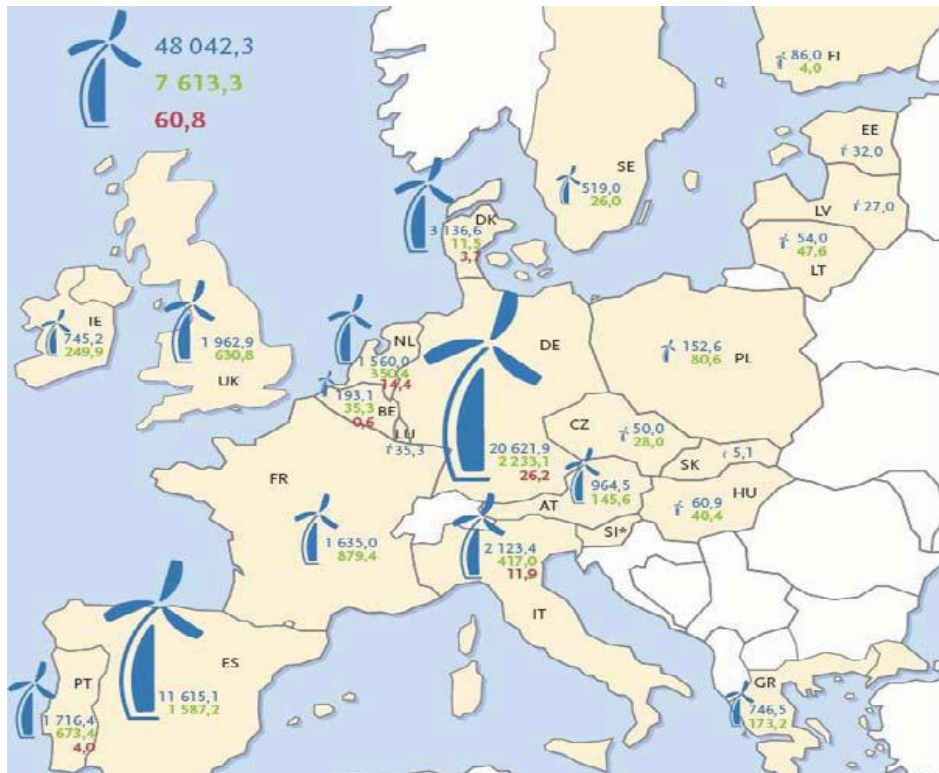 48 042,3
7 613,3
60,8
86,0 FI
4,0
EE
32,0
LV
27,0
54,0
47,6
LT
SE
519,0
26,0
DK
3 136,6
11,5
3,7
IE
745,2
249,9
1 962,9
630,8
UK
NL
1 560,0
350,4
14,4
193,1
35,3
BE
0,6
LU
35,3
DE
20 621,9
2 233,1
26,2
152,6
80,6
PL
CZ
50,0
28,0
5,1
SK
964,5
145,6
AT
60,9
HU
40,4
SI*
FR
1 635,0
879,4
2 123,4
417,0
11,9
IT
PT
1 716,4
673,4
4,0
ES
11 615,1
1 587,2
GR
746,5
173,2